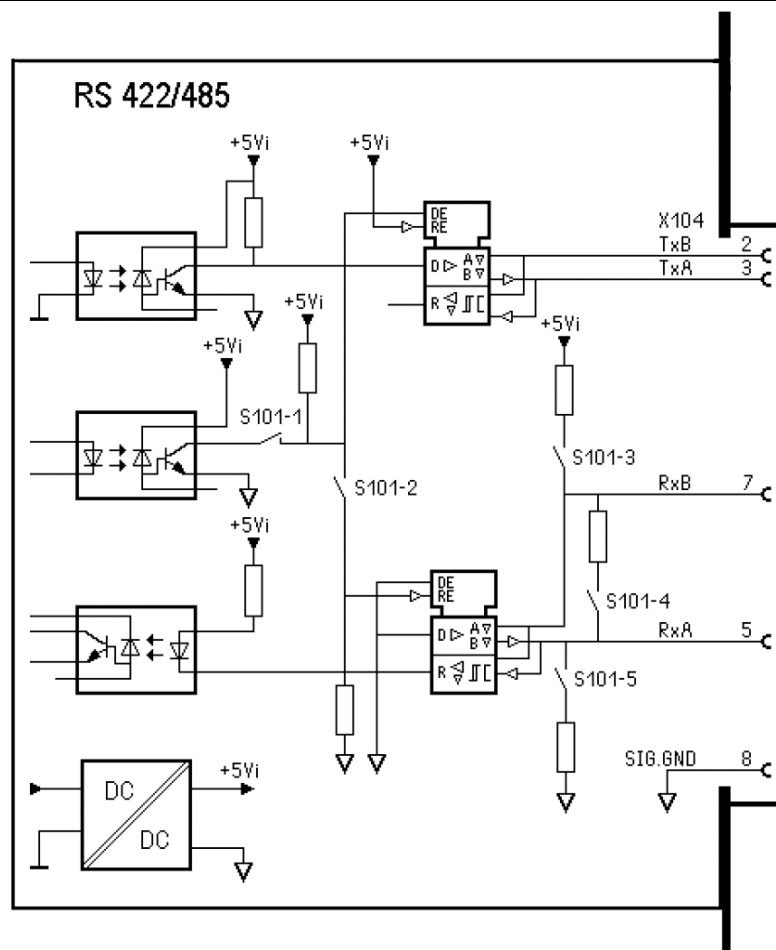 RS 422/485
+5Vi
+5Vi
DE
RE
X104
D
A
B
TxB 2
TxA 3
R
+5Vi
+5Vi
+5Vi
S101-1
S101-3
S101-2
RxB 7
+5Vi
DE
RE
S101-4
D
A
B
RxA 5
R
S101-5
SIG.GND 8
+5Vi
DC
DC